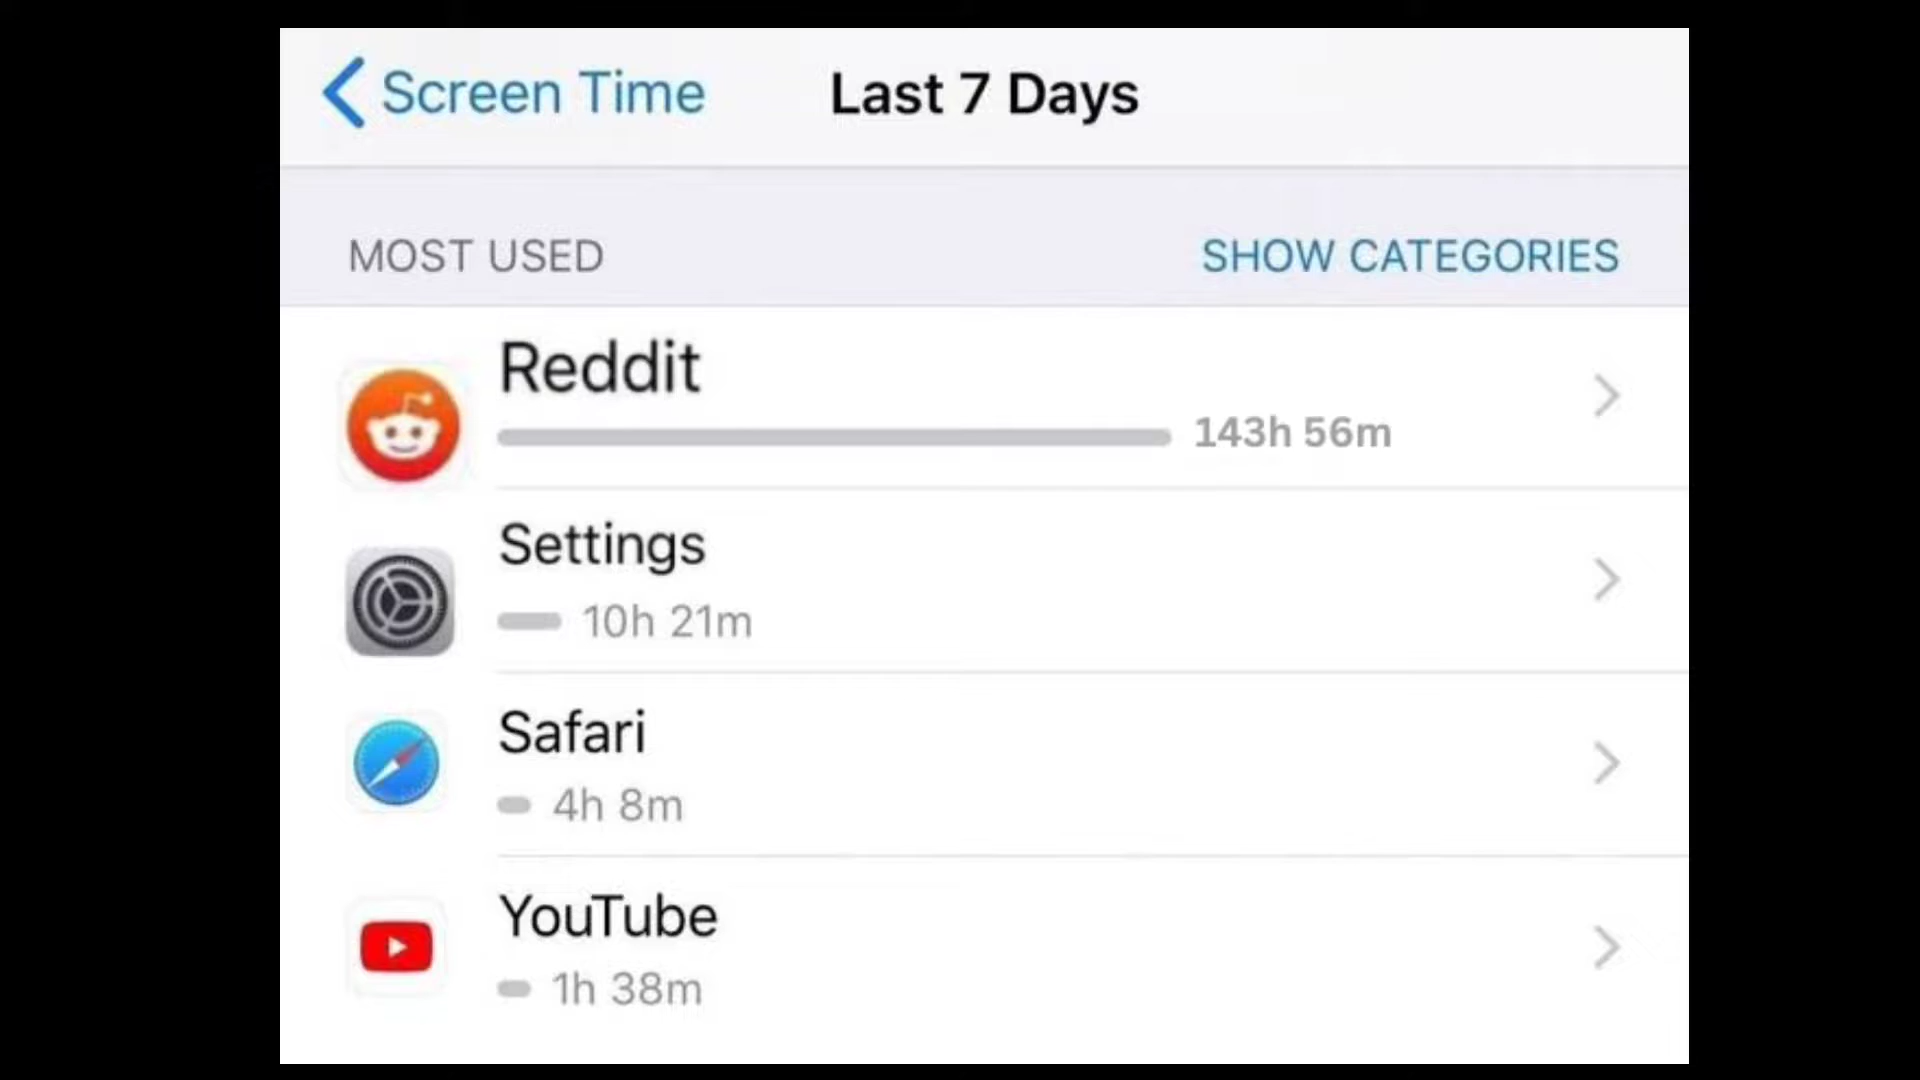 Screen Time Last 7 Days
MOST USED SHOW CATEGORIES
Reddit
143h 56m
Settings
10h 21m
Safari
4h 8m
YouTube
1h 38m